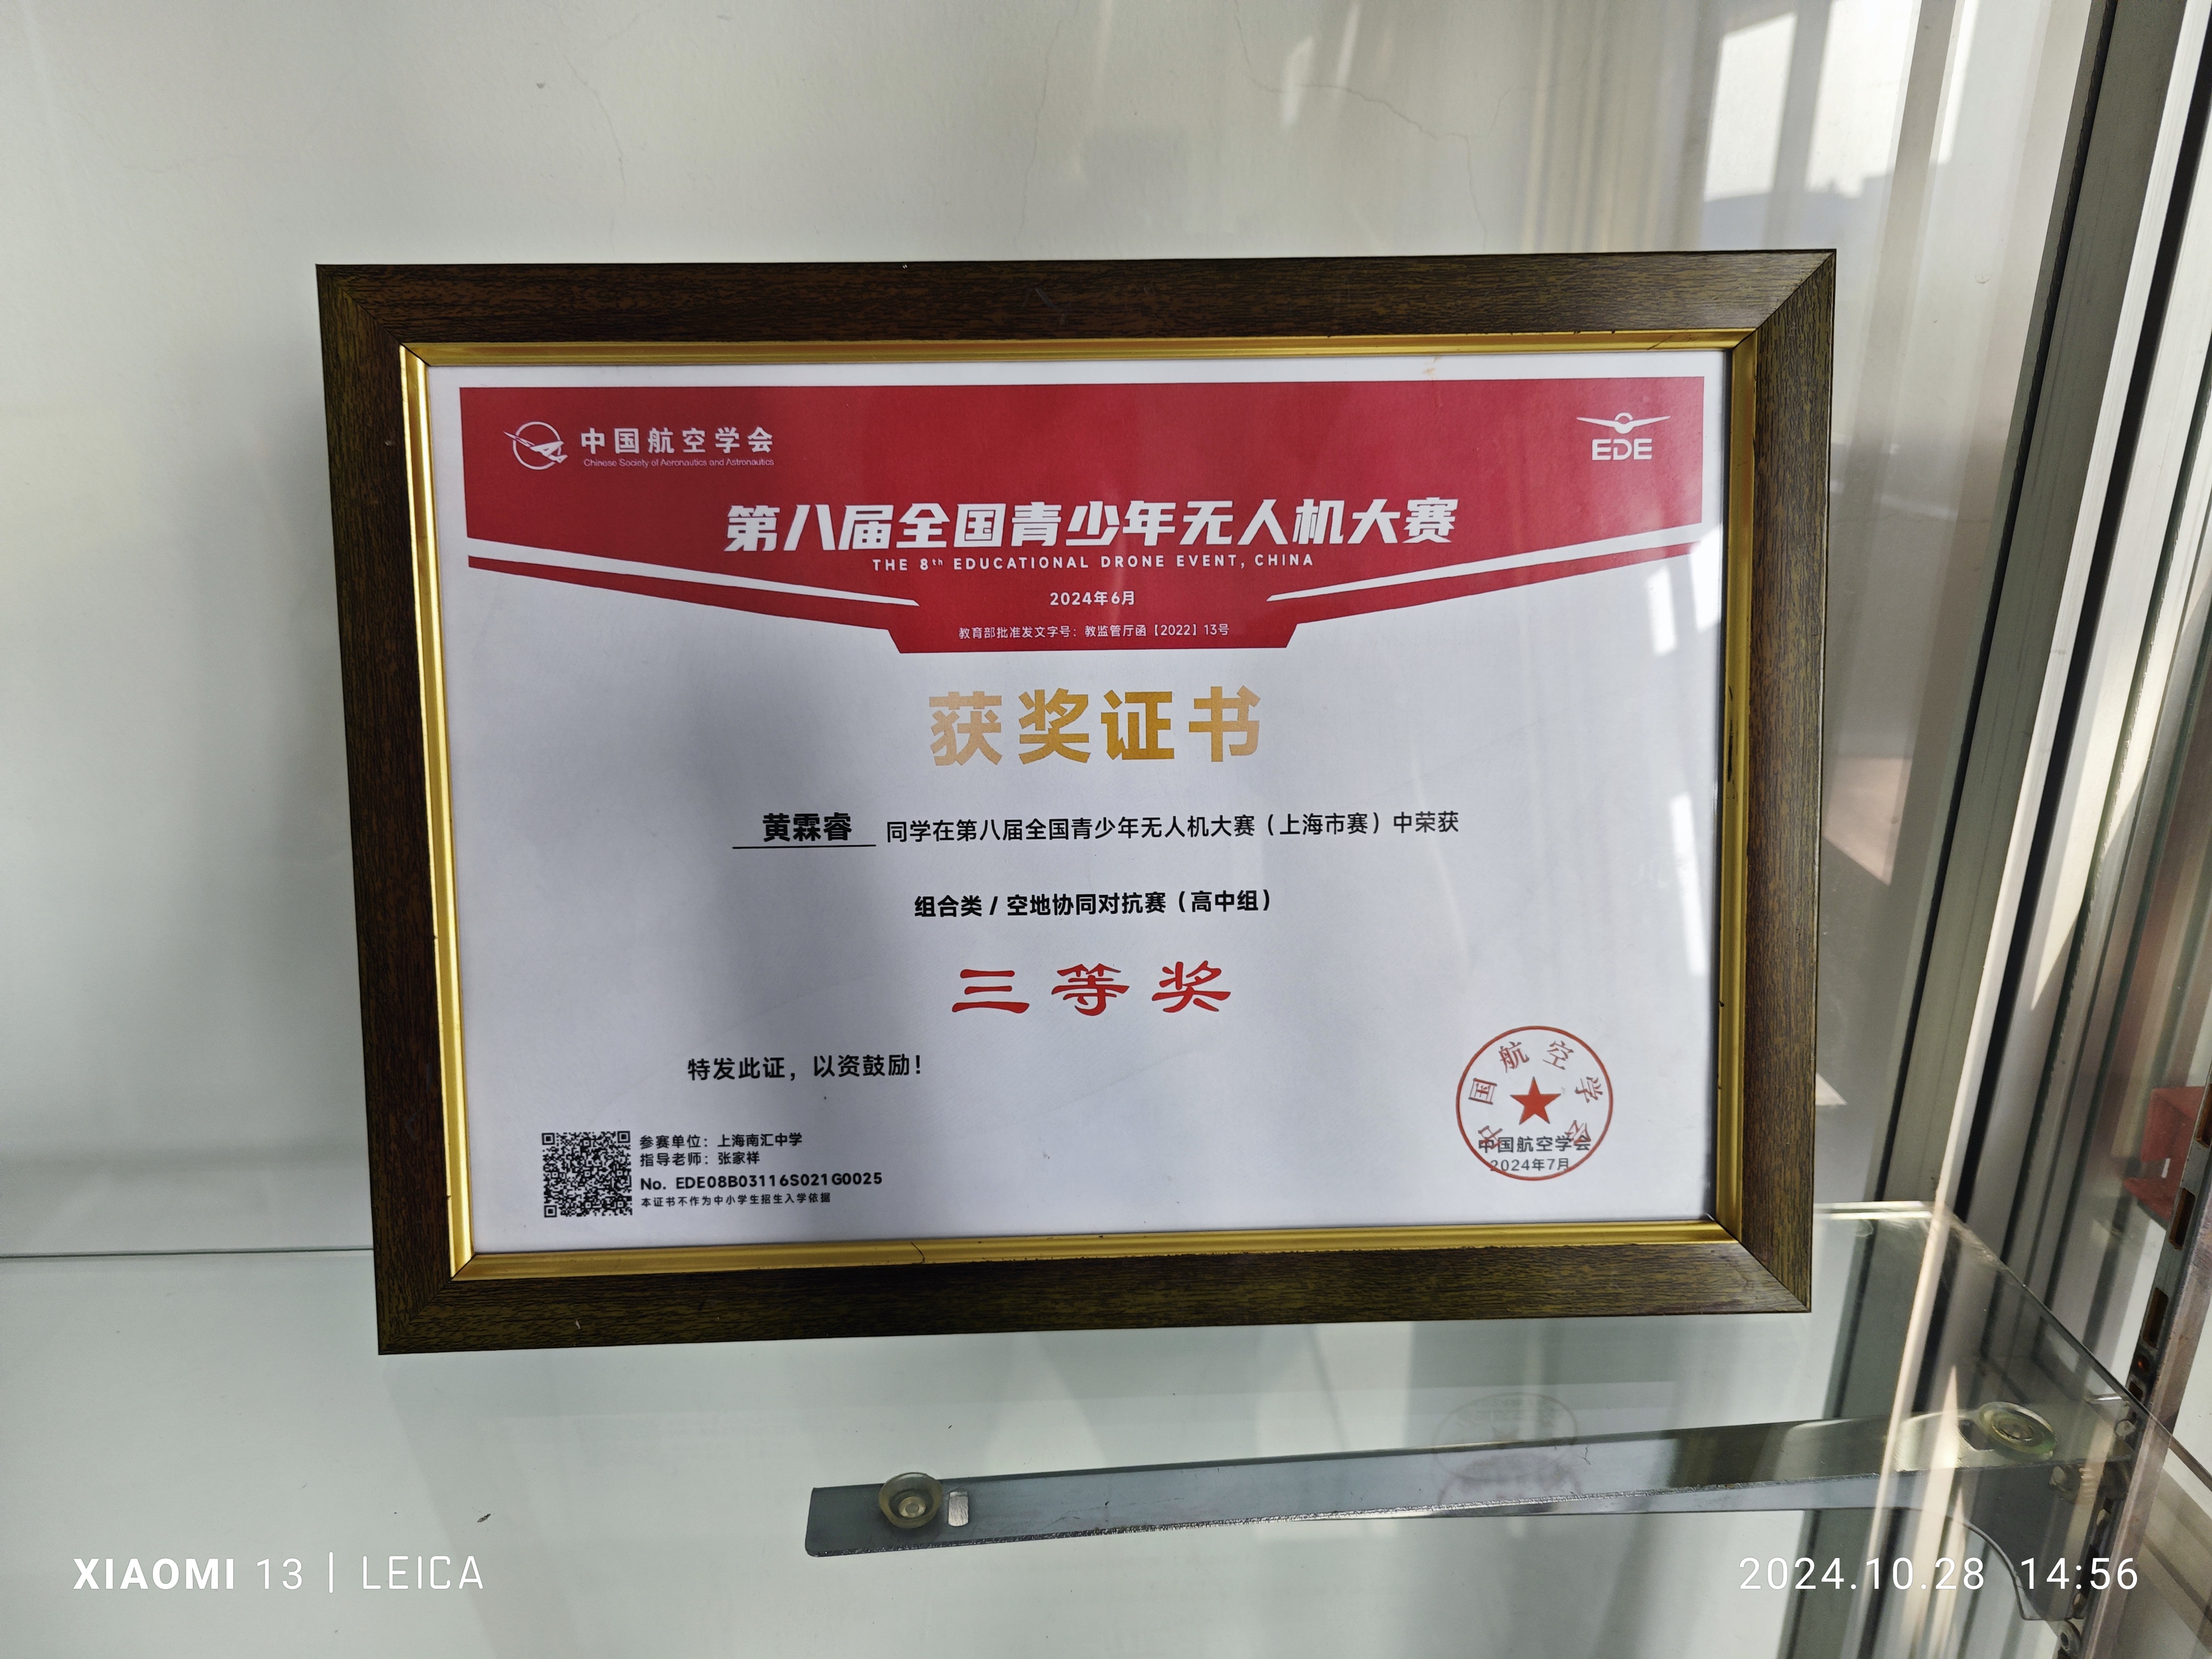 中国航空学会
Chinese Society of Aeronautics and Astronautics
EDE
第八届全国青少年无人机大赛
THE 8th EDUCATIONAL DRONE EVENT, CHINA
2024年6月
教育部批准发文字号：教监管厅函【2022】13号
获奖证书
黄霖睿 同学在第八届全国青少年无人机大赛（上海市赛）中荣获
组合类 / 空地协同对抗赛（高中组）
三等奖
特发此证，以资鼓励！
参赛单位：上海南汇中学
指导老师：张家祥
No. EDE08B03116S021G0025
本证书不作为中小学生招生入学依据
中国航空学会
中国航空学会
2024年7月
XIAOMI 13 | LEICA
2024.10.28 14:56